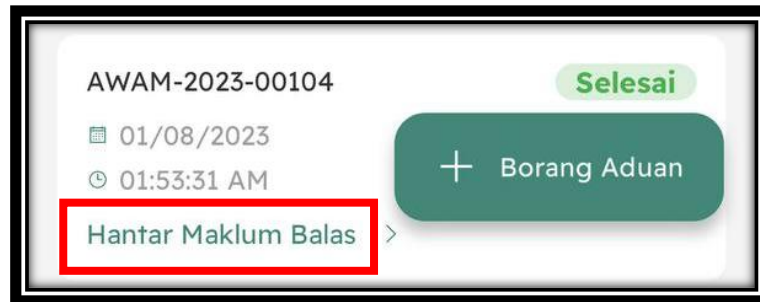 AWAM-2023-00104
Selesai
01/08/2023
01:53:31 AM
+ Borang Aduan
Hantar Maklum Balas >